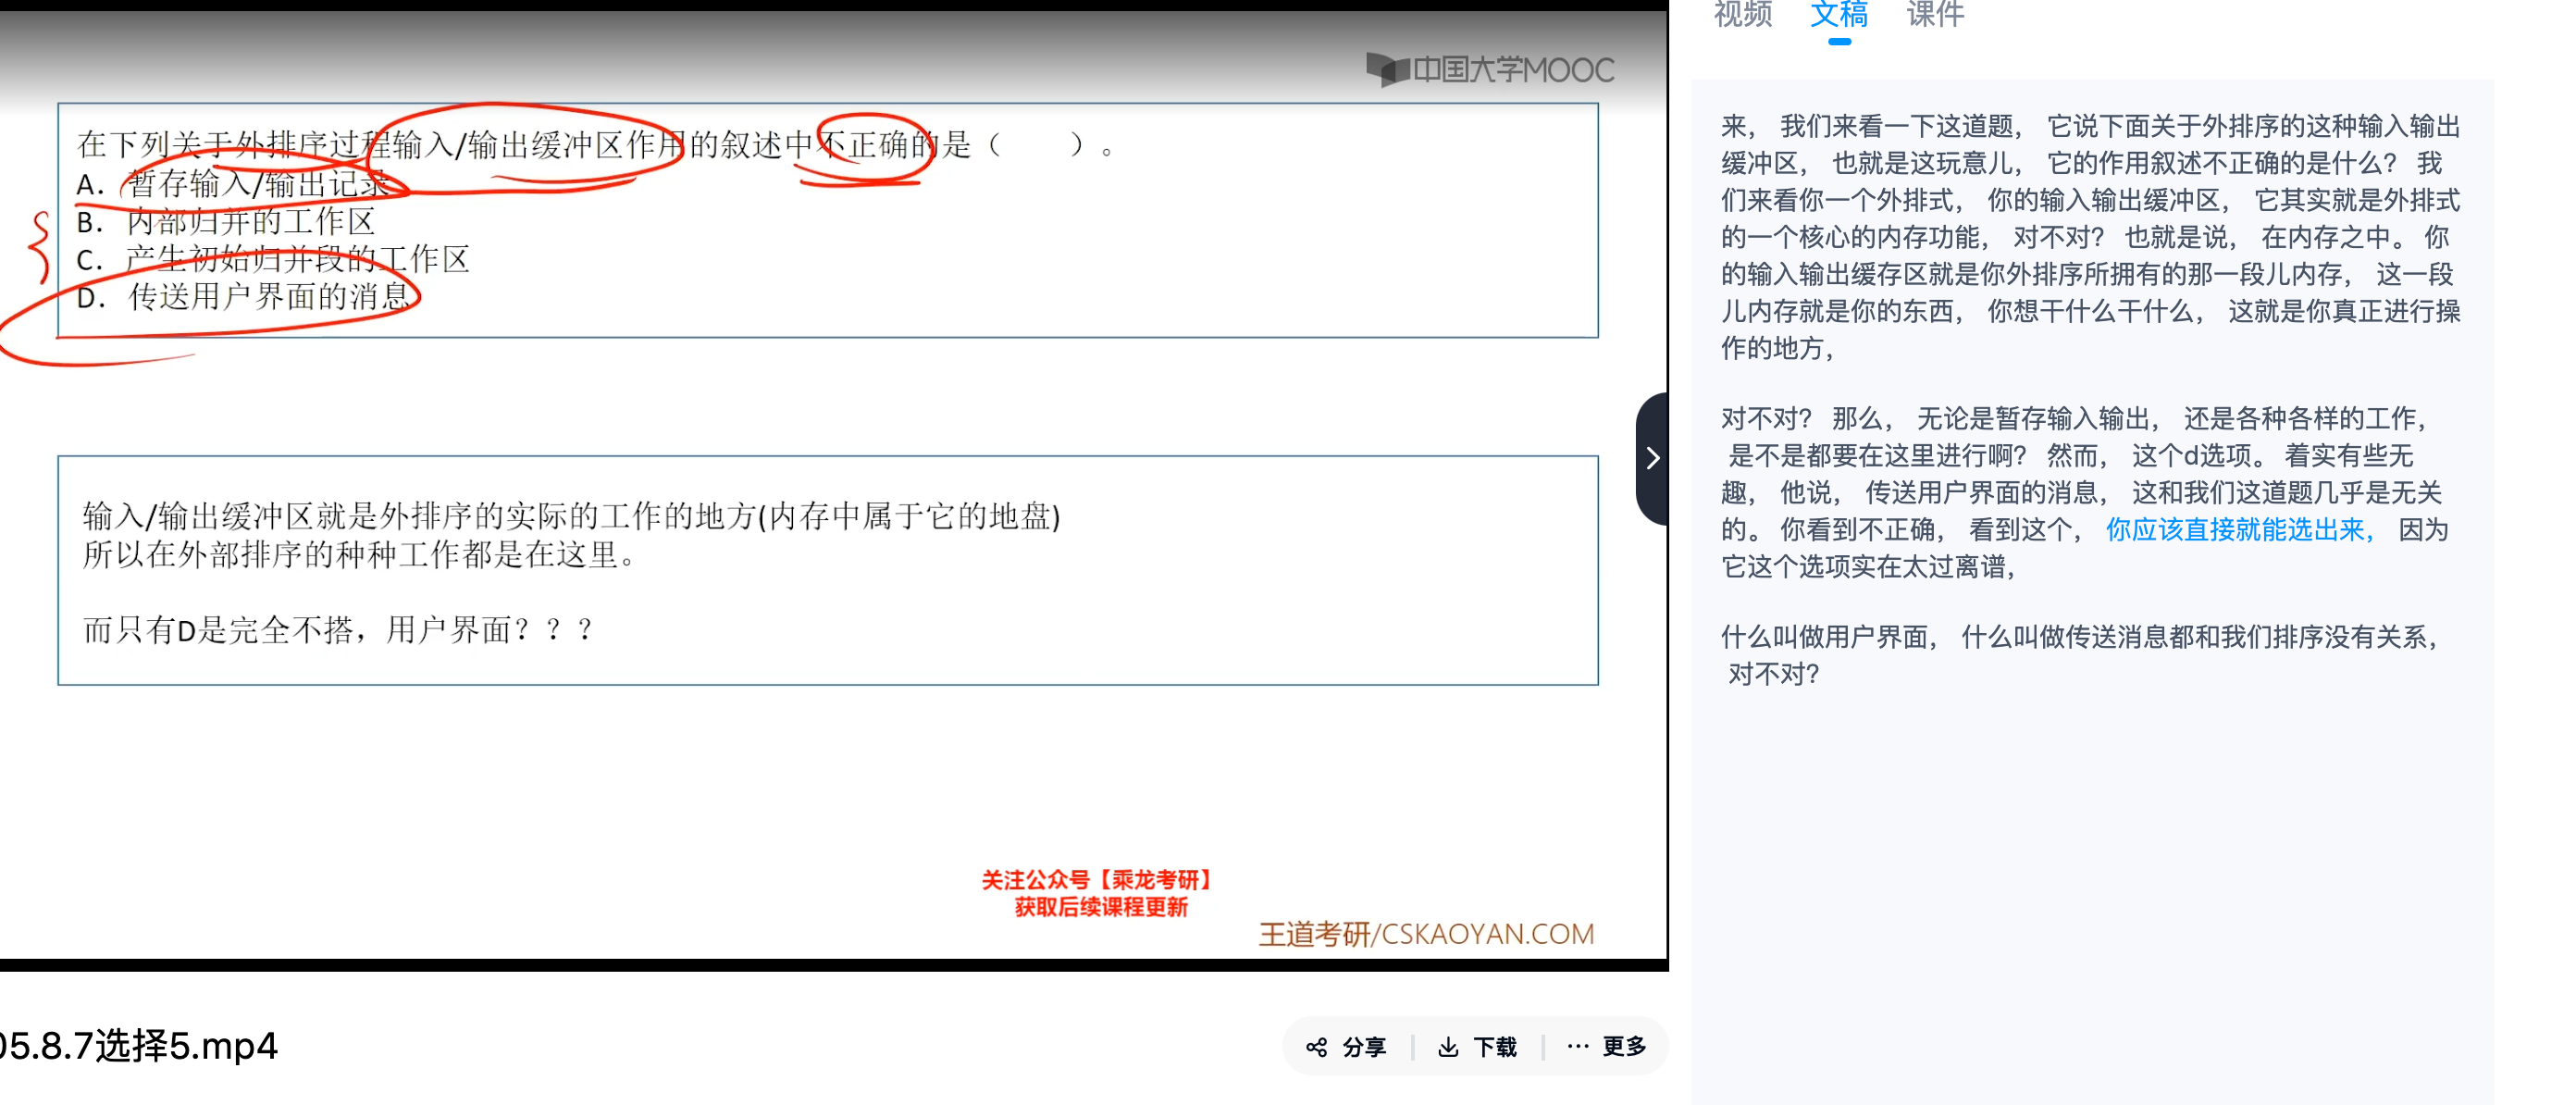 中国大学MOOC
在下列关于外排序过程输入/输出缓冲区作用的叙述中不正确的是（　　）。
A. 暂存输入/输出记录
B. 内部归并的工作区
C. 产生初始归并段的工作区
D. 传送用户界面的消息
输入/输出缓冲区就是外排序的实际的工作的地方(内存中属于它的地盘)
所以在外部排序的种种工作都是在这里。
而只有D是完全不搭，用户界面？？？
关注公众号【乘龙考研】
获取后续课程更新
王道考研/CSKAOYAN.COM
05.8.7选择5.mp4
分享
下载
更多
视频 文稿 课件
来， 我们来看一下这道题， 它说下面关于外排序的这种输入输出
缓冲区， 也就是这玩意儿， 它的作用叙述不正确的是什么？ 我
们来看你一个外排式， 你的输入输出缓冲区， 它其实就是外排式
的一个核心的内存功能， 对不对？ 也就是说， 在内存之中。 你
的输入输出缓存区就是你外排序所拥有的那一段儿内存， 这一段
儿内存就是你的东西， 你想干什么干什么， 这就是你真正进行操
作的地方，
对不对？ 那么， 无论是暂存输入输出， 还是各种各样的工作，
是不是都要在这里进行啊？ 然而， 这个d选项。 着实有些无
趣， 他说， 传送用户界面的消息， 这和我们这道题几乎是无关
的。 你看到不正确， 看到这个， 你应该直接就能选出来， 因为
它这个选项实在太过离谱，
什么叫做用户界面， 什么叫做传送消息都和我们排序没有关系，
对不对？